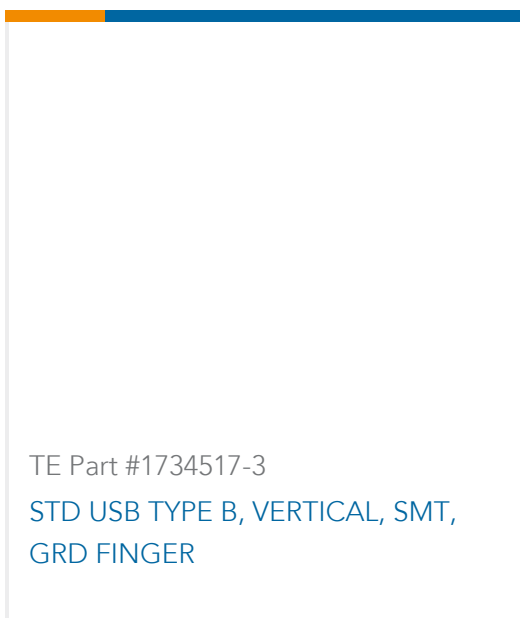 TE Part #1734517-3
STD USB TYPE B, VERTICAL, SMT,
GRD FINGER